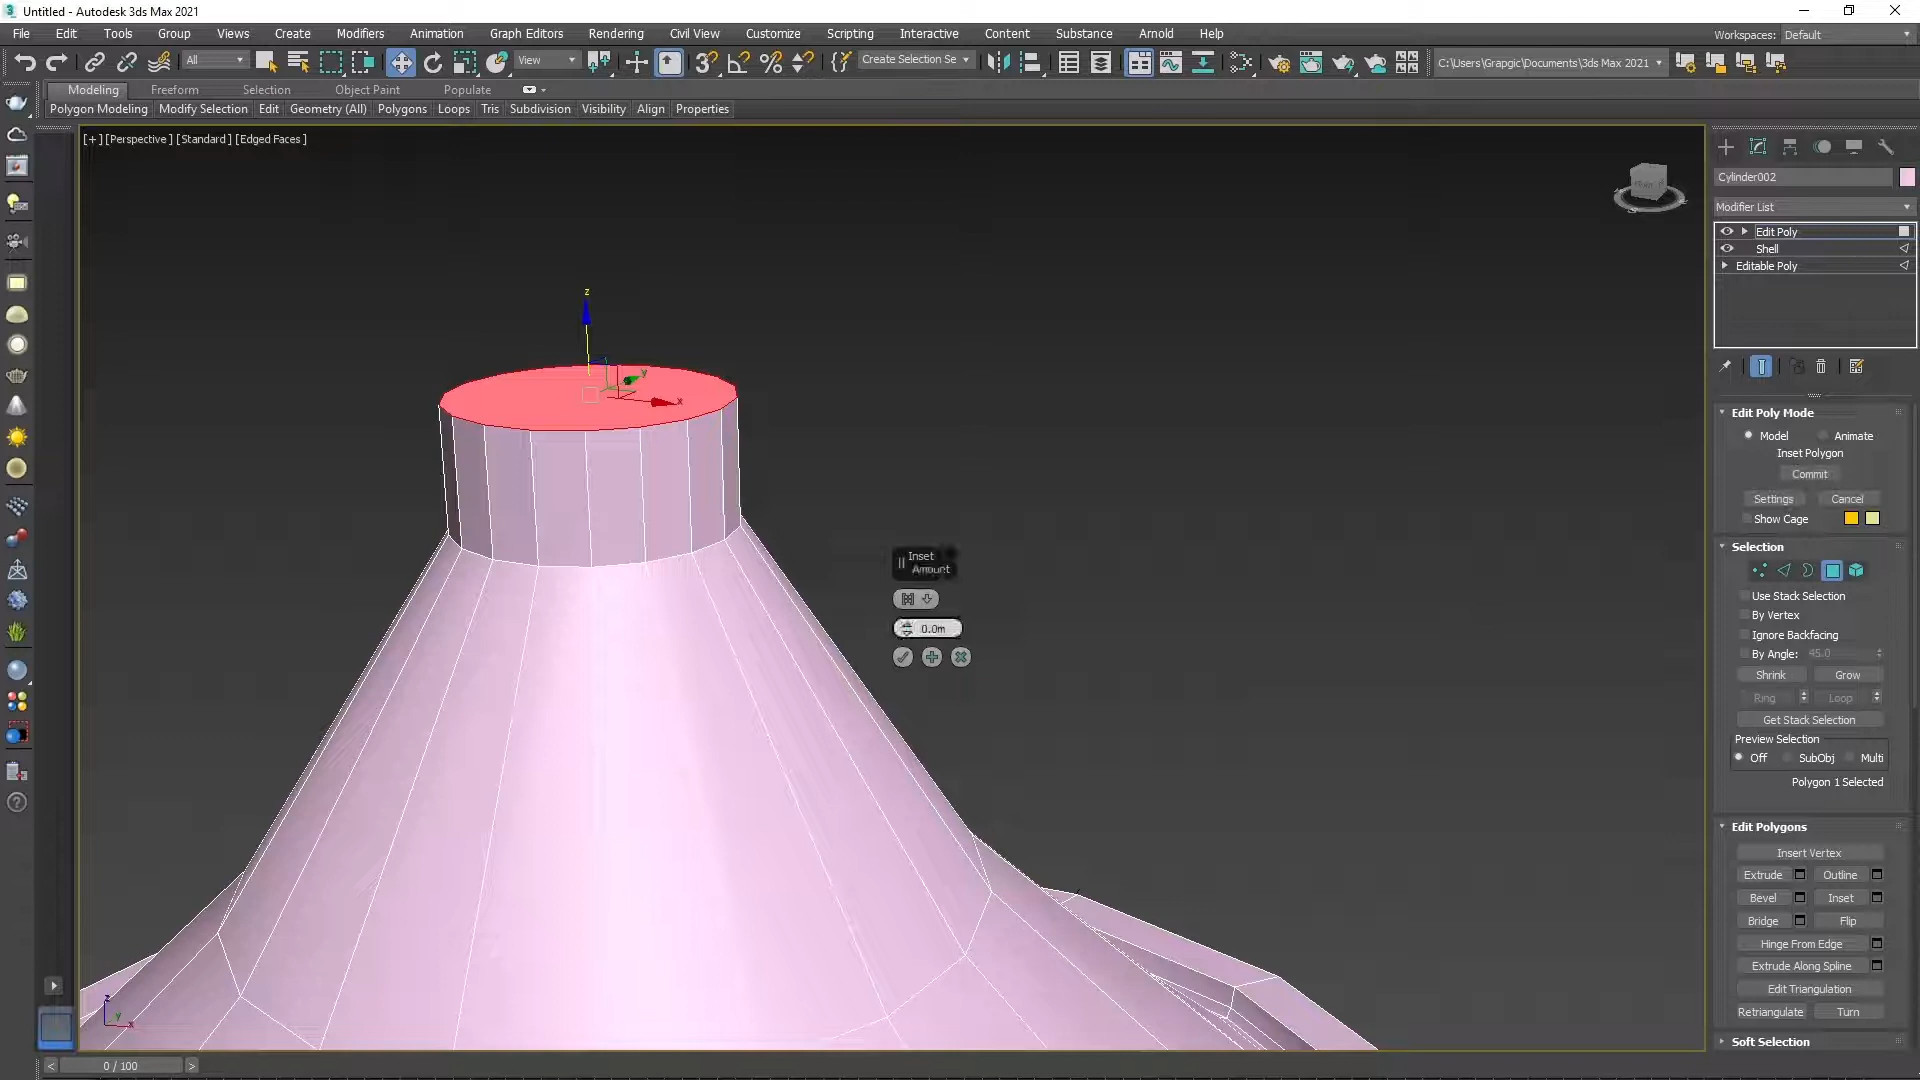 Untitled - Autodesk 3ds Max 2021
File Edit Tools Group Views Create Modifiers Animation Graph Editors Rendering Civil View Customize Scripting Interactive Content Substance Arnold Help
Workspaces: Default
All View Create Selection Se C:\Users\Grapgic\Documents\3ds Max 2021
Modeling Freeform Selection Object Paint Populate
Polygon Modeling Modify Selection Edit Geometry (All) Polygons Loops Tris Subdivision Visibility Align Properties
[+] [Perspective ] [Standard ] [Edged Faces ]
Cylinder002
Modifier List
Edit Poly
Shell
Editable Poly
Edit Poly Mode
Model Animate
Inset Polygon
Commit
Settings Cancel
Show Cage
Selection
Use Stack Selection
By Vertex
Ignore Backfacing
By Angle: 45.0
Shrink Grow
Ring Loop
Get Stack Selection
Preview Selection
Off SubObj Multi
Polygon 1 Selected
Edit Polygons
Insert Vertex
Extrude Outline
Bevel Inset
Bridge Flip
Hinge From Edge
Extrude Along Spline
Edit Triangulation
Retriangulate Turn
Soft Selection
z
y
x
Inset
Amount
0.0m
z
y
x
< 0 / 100 >